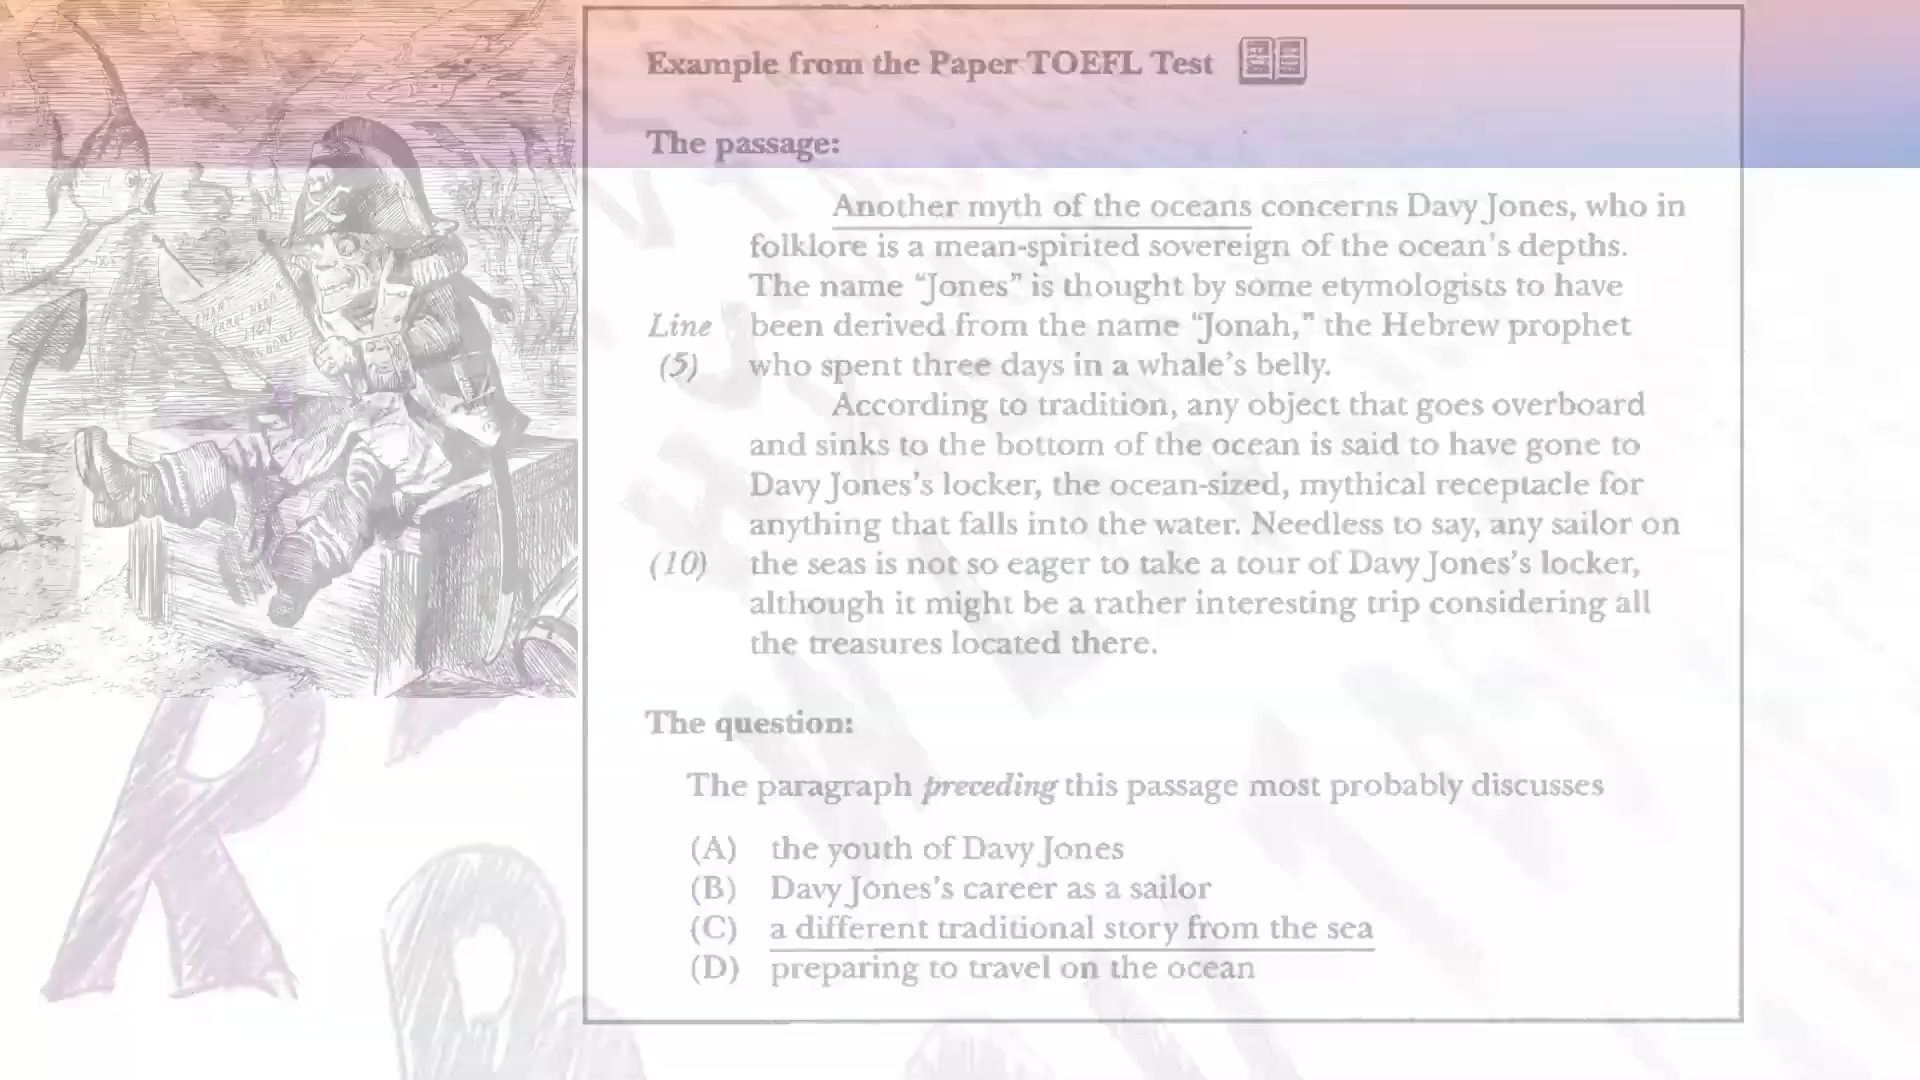 Example from the Paper TOEFL Test
The passage:
Another myth of the oceans concerns Davy Jones, who in
folklore is a mean-spirited sovereign of the ocean's depths.
The name “Jones” is thought by some etymologists to have
Line been derived from the name “Jonah,” the Hebrew prophet
(5) who spent three days in a whale's belly.
According to tradition, any object that goes overboard
and sinks to the bottom of the ocean is said to have gone to
Davy Jones's locker, the ocean-sized, mythical receptacle for
anything that falls into the water. Needless to say, any sailor on
(10) the seas is not so eager to take a tour of Davy Jones's locker,
although it might be a rather interesting trip considering all
the treasures located there.
The question:
The paragraph preceding this passage most probably discusses
(A) the youth of Davy Jones
(B) Davy Jones's career as a sailor
(C) a different traditional story from the sea
(D) preparing to travel on the ocean